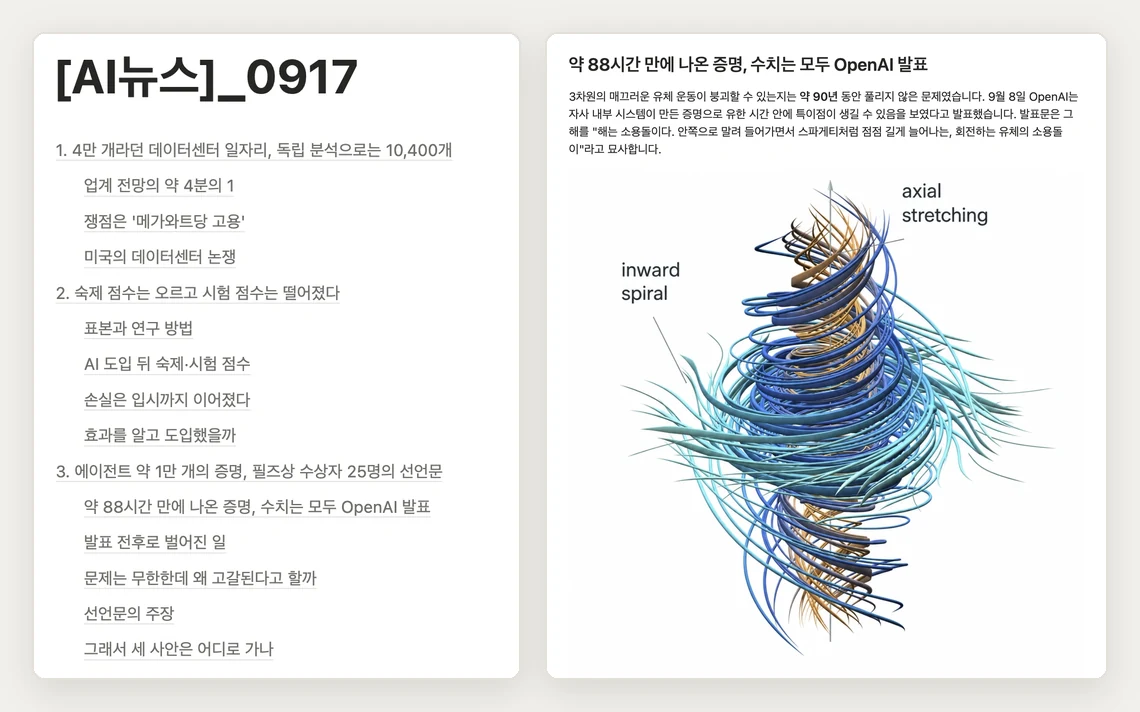 [AI뉴스]_0917
1. 4만 개라던 데이터센터 일자리, 독립 분석으로는 10,400개
업계 전망의 약 4분의 1
쟁점은 '메가와트당 고용'
미국의 데이터센터 논쟁
2. 숙제 점수는 오르고 시험 점수는 떨어졌다
표본과 연구 방법
AI 도입 뒤 숙제·시험 점수
손실은 입시까지 이어졌다
효과를 알고 도입했을까
3. 에이전트 약 1만 개의 증명, 필즈상 수상자 25명의 선언문
약 88시간 만에 나온 증명, 수치는 모두 OpenAI 발표
발표 전후로 벌어진 일
문제는 무한한데 왜 고갈된다고 할까
선언문의 주장
그래서 세 사안은 어디로 가나
약 88시간 만에 나온 증명, 수치는 모두 OpenAI 발표
3차원의 매끄러운 유체 운동이 붕괴할 수 있는지는 약 90년 동안 풀리지 않은 문제였습니다. 9월 8일 OpenAI는
자사 내부 시스템이 만든 증명으로 유한 시간 안에 특이점이 생길 수 있음을 보였다고 발표했습니다. 발표문은 그
해를 "해는 소용돌이다. 안쪽으로 말려 들어가면서 스파게티처럼 점점 길게 늘어나는, 회전하는 유체의 소용돌
이"라고 묘사합니다.
axial
stretching
inward
spiral